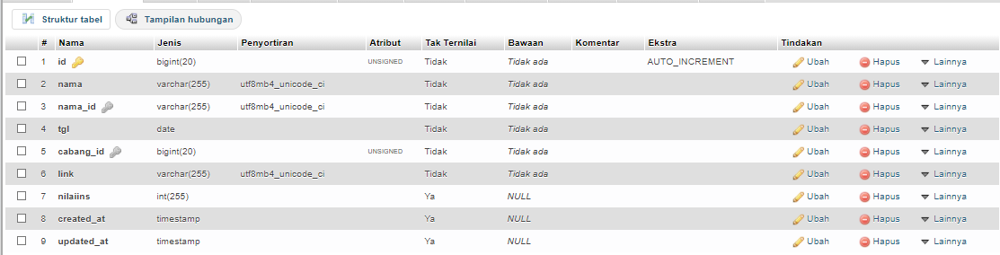 Struktur tabel Tampilan hubungan
# Nama Jenis Penyortiran Atribut Tak Ternilai Bawaan Komentar Ekstra Tindakan
1 id bigint(20) UNSIGNED Tidak Tidak ada AUTO_INCREMENT Ubah Hapus Lainnya
2 nama varchar(255) utf8mb4_unicode_ci Tidak Tidak ada Ubah Hapus Lainnya
3 nama_id varchar(255) utf8mb4_unicode_ci Tidak Tidak ada Ubah Hapus Lainnya
4 tgl date Tidak Tidak ada Ubah Hapus Lainnya
5 cabang_id bigint(20) UNSIGNED Tidak Tidak ada Ubah Hapus Lainnya
6 link varchar(255) utf8mb4_unicode_ci Tidak Tidak ada Ubah Hapus Lainnya
7 nilaiins int(255) Ya NULL Ubah Hapus Lainnya
8 created_at timestamp Ya NULL Ubah Hapus Lainnya
9 updated_at timestamp Ya NULL Ubah Hapus Lainnya